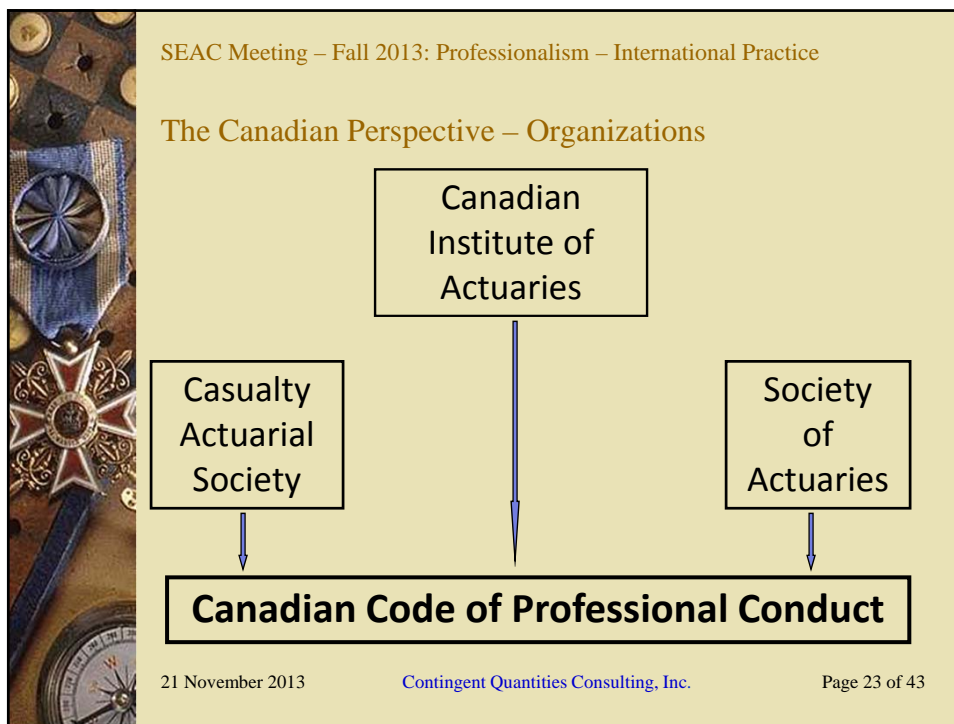 SEAC Meeting – Fall 2013: Professionalism – International Practice
The Canadian Perspective – Organizations
Canadian
Institute of
Actuaries
Casualty
Actuarial
Society
Society
of
Actuaries
Canadian Code of Professional Conduct
21 November 2013 Contingent Quantities Consulting, Inc. Page 23 of 43